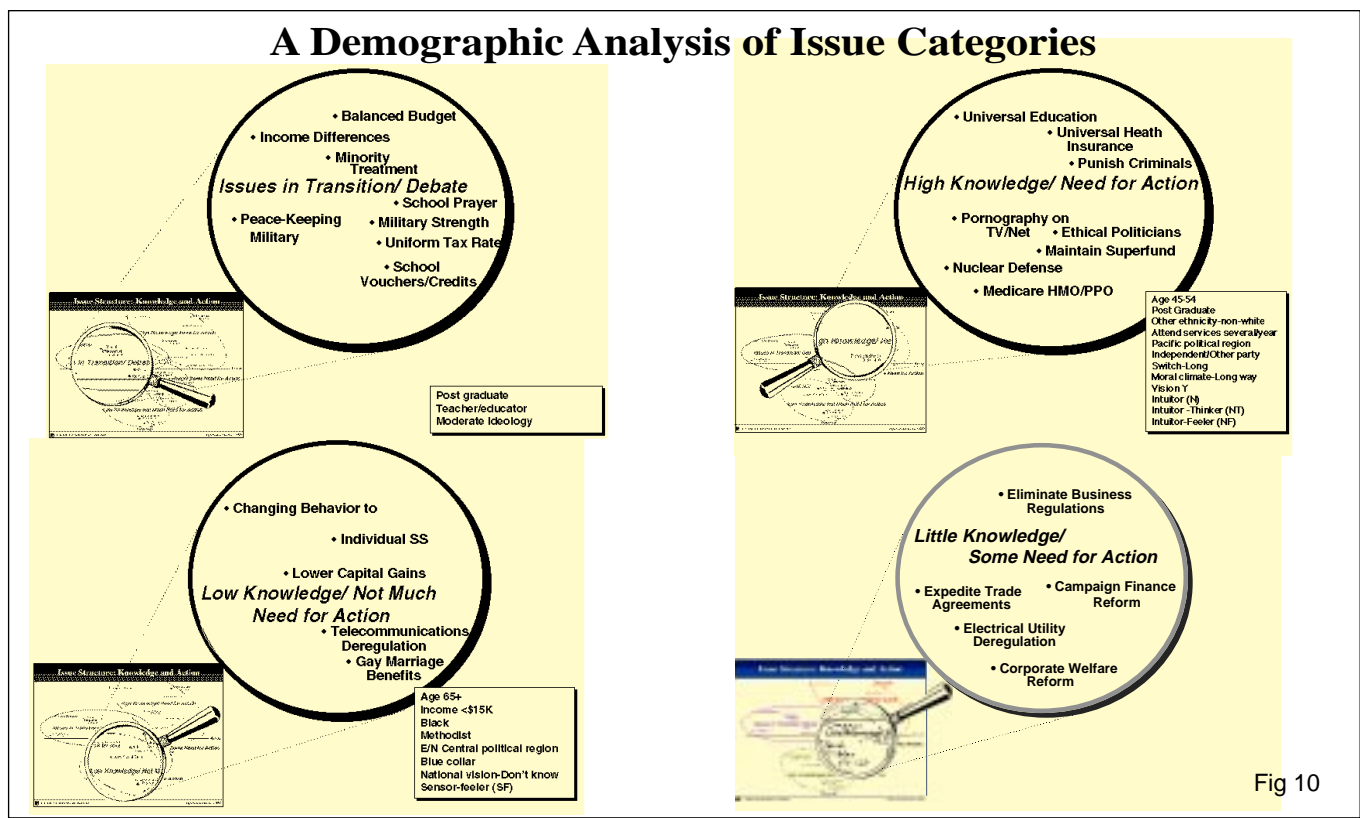 A Demographic Analysis of Issue Categories
• Balanced Budget
• Income Differences
• Minority
Treatment
Issues in Transition/ Debate
• School Prayer
• Peace-Keeping
Military
• Military Strength
• Uniform Tax Rate
• School
Vouchers/Credits
Issue Structure: Knowledge and Action
in Transition/ Debate
Post graduate
Teacher/educator
Moderate Ideology
• Universal Education
• Universal Heath
Insurance
• Punish Criminals
High Knowledge/ Need for Action
• Pornography on
TV/Net
• Ethical Politicians
• Maintain Superfund
• Nuclear Defense
• Medicare HMO/PPO
Issue Structure: Knowledge and Action
Age 45-54
Post Graduate
Other ethnicity-non-white
Attend services several/year
Pacific political region
Independent/Other party
Switch-Long
Moral climate-Long way
Vision Y
Intuitor (N)
Intuitor -Thinker (NT)
Intuitor-Feeler (NF)
• Changing Behavior to
• Individual SS
• Lower Capital Gains
Low Knowledge/ Not Much
Need for Action
• Telecommunications
Deregulation
• Gay Marriage
Benefits
Issue Structure: Knowledge and Action
Age 65+
Income <$15K
Black
Methodist
E/N Central political region
Blue collar
National vision-Don't know
Sensor-feeler (SF)
• Eliminate Business
Regulations
Little Knowledge/
Some Need for Action
• Expedite Trade
Agreements
• Campaign Finance
Reform
• Electrical Utility
Deregulation
• Corporate Welfare
Reform
Issue Structure: Knowledge and Action
Fig 10